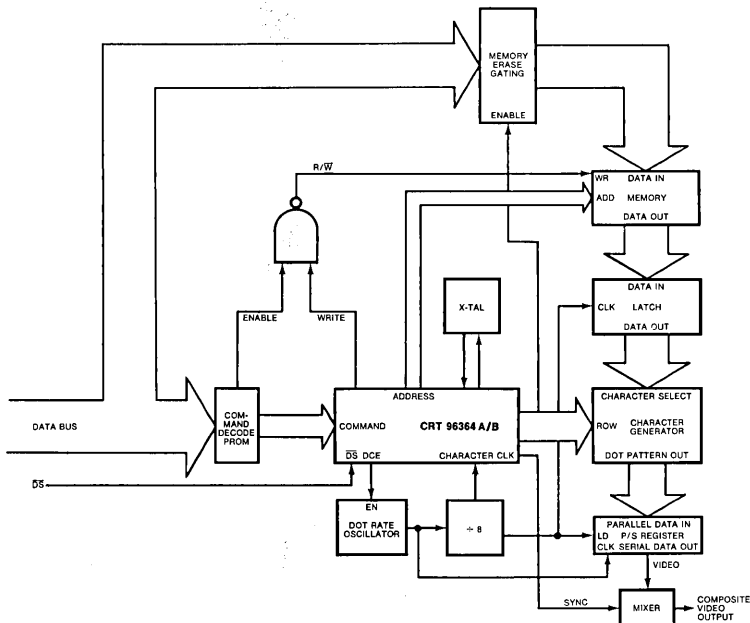 MEMORY
ERASE
GATING
ENABLE
R/W̅
WR DATA IN
ADD MEMORY
DATA OUT
ENABLE
WRITE
X-TAL
DATA IN
CLK LATCH
DATA OUT
DATA BUS
COM-
MAND
DECODE
PROM
ADDRESS
COMMAND CRT 96364 A/B
D̅S̅ DCE CHARACTER CLK
CHARACTER SELECT
ROW CHARACTER
GENERATOR
DOT PATTERN OUT
D̅S̅
EN
DOT RATE
OSCILLATOR
÷ 8
PARALLEL DATA IN
LD P/S REGISTER
CLK SERIAL DATA OUT
VIDEO
SYNC
MIXER
COMPOSITE
VIDEO
OUTPUT